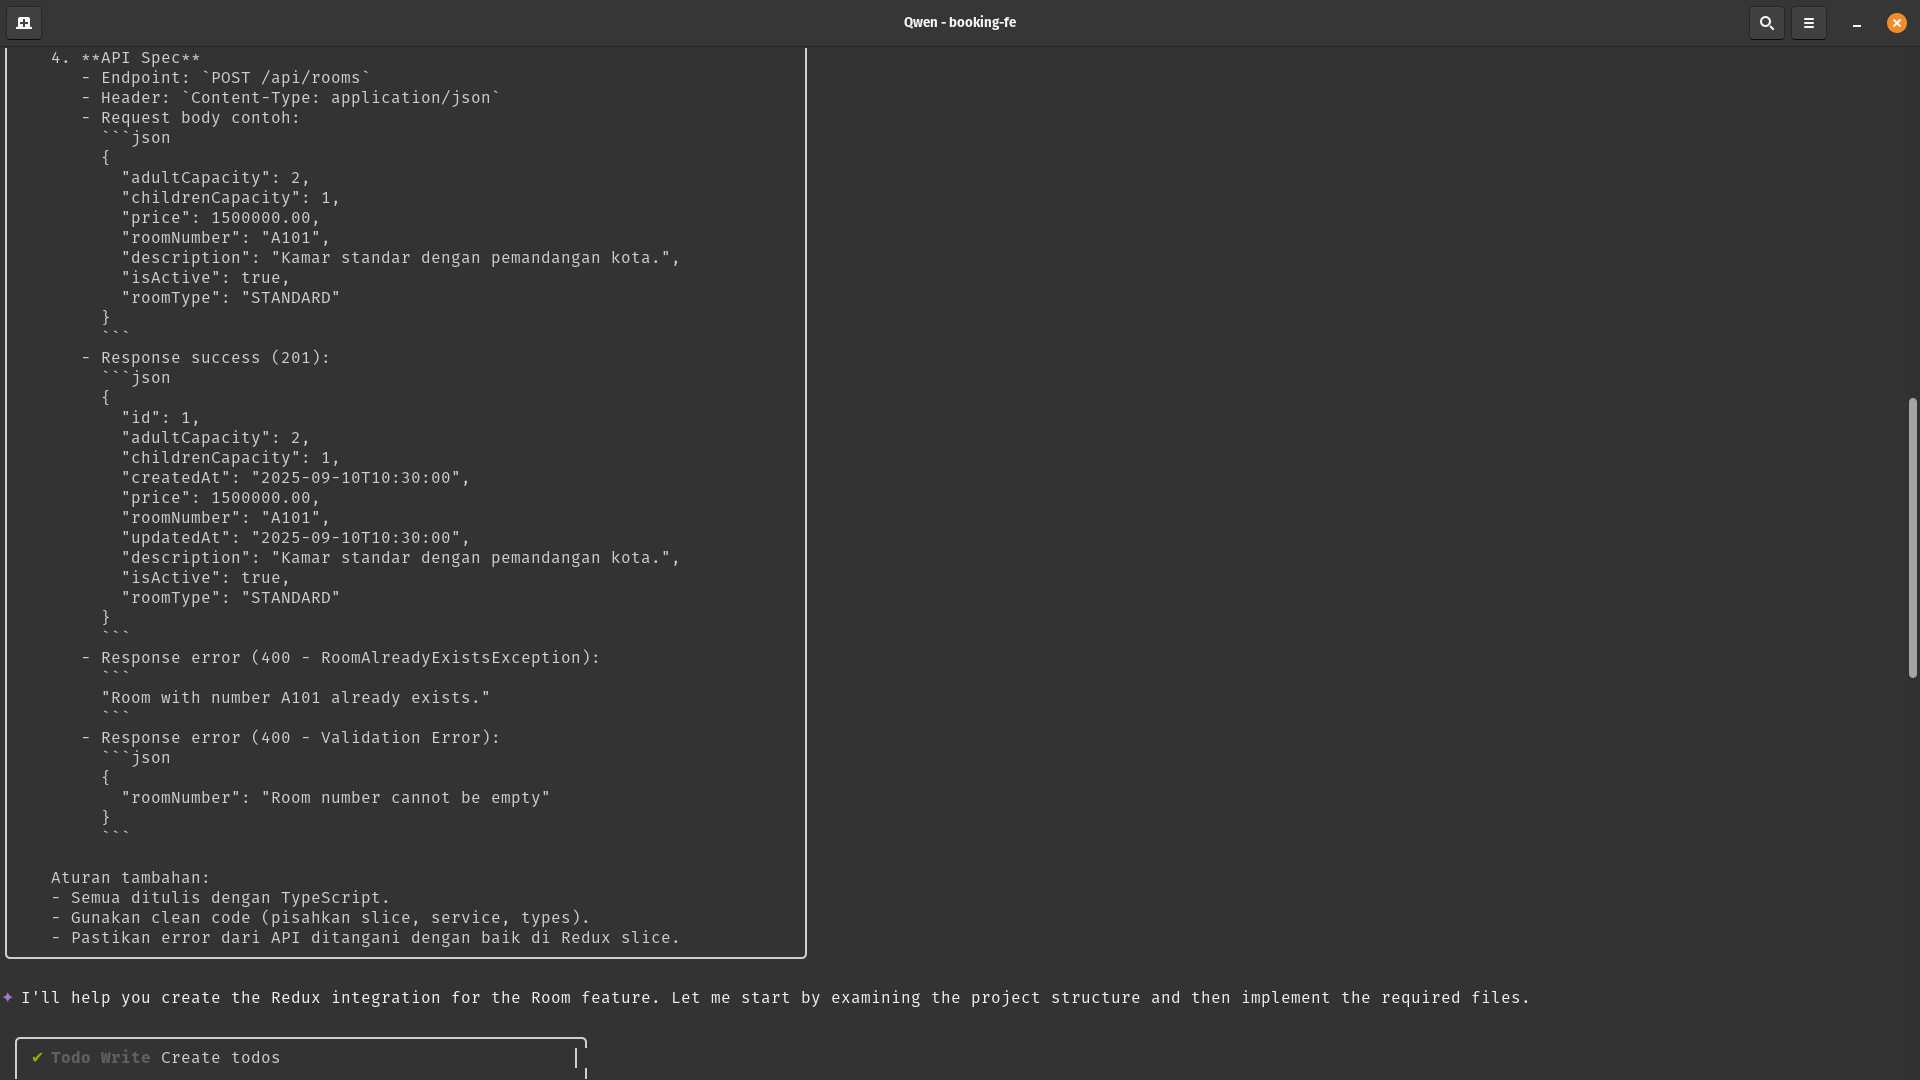 Qwen - booking-fe
4. **API Spec**
- Endpoint: `POST /api/rooms`
- Header: `Content-Type: application/json`
- Request body contoh:
```json
{
"adultCapacity": 2,
"childrenCapacity": 1,
"price": 1500000.00,
"roomNumber": "A101",
"description": "Kamar standar dengan pemandangan kota.",
"isActive": true,
"roomType": "STANDARD"
}
```
- Response success (201):
```json
{
"id": 1,
"adultCapacity": 2,
"childrenCapacity": 1,
"createdAt": "2025-09-10T10:30:00",
"price": 1500000.00,
"roomNumber": "A101",
"updatedAt": "2025-09-10T10:30:00",
"description": "Kamar standar dengan pemandangan kota.",
"isActive": true,
"roomType": "STANDARD"
}
```
- Response error (400 - RoomAlreadyExistsException):
```
"Room with number A101 already exists."
```
- Response error (400 - Validation Error):
```json
{
"roomNumber": "Room number cannot be empty"
}
```
Aturan tambahan:
- Semua ditulis dengan TypeScript.
- Gunakan clean code (pisahkan slice, service, types).
- Pastikan error dari API ditangani dengan baik di Redux slice.
✦ I'll help you create the Redux integration for the Room feature. Let me start by examining the project structure and then implement the required files.
✔ Todo Write Create todos